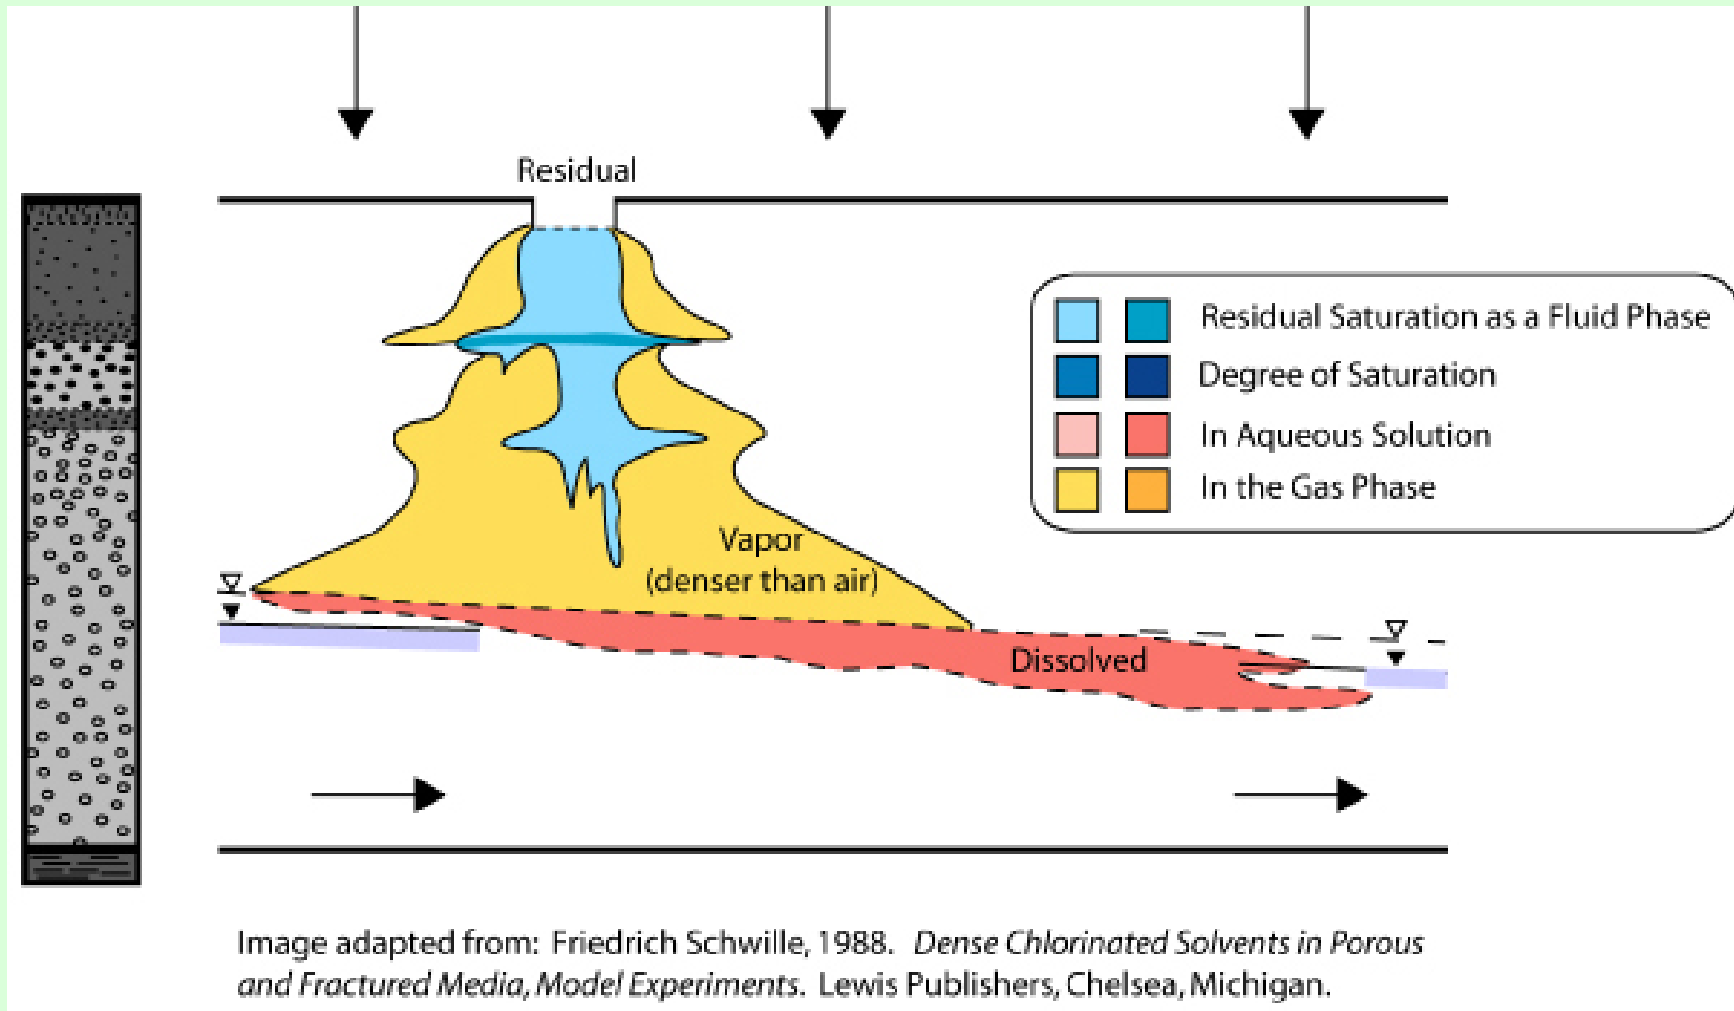 Residual
Residual Saturation as a Fluid Phase
Degree of Saturation
In Aqueous Solution
In the Gas Phase
Vapor
(denser than air)
Dissolved
Image adapted from: Friedrich Schwille, 1988. Dense Chlorinated Solvents in Porous
and Fractured Media, Model Experiments. Lewis Publishers, Chelsea, Michigan.